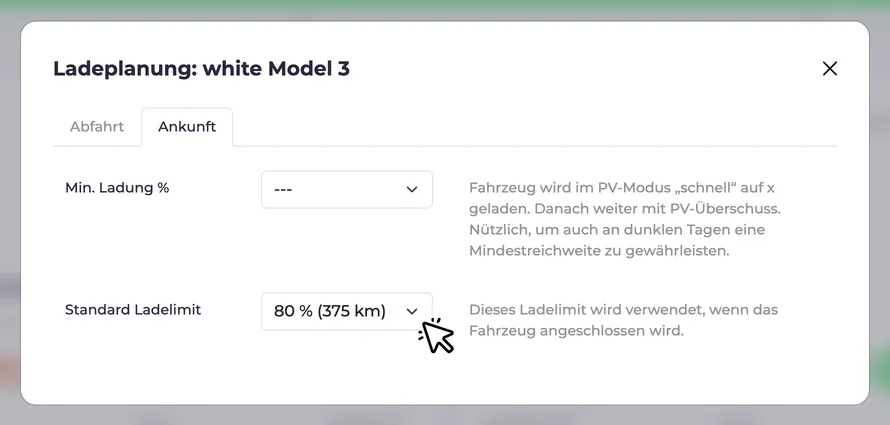 Ladeplanung: white Model 3
Abfahrt
Ankunft
Min. Ladung %
---
Fahrzeug wird im PV-Modus „schnell“ auf x
geladen. Danach weiter mit PV-Überschuss.
Nützlich, um auch an dunklen Tagen eine
Mindestreichweite zu gewährleisten.
Standard Ladelimit
80 % (375 km)
Dieses Ladelimit wird verwendet, wenn das
Fahrzeug angeschlossen wird.